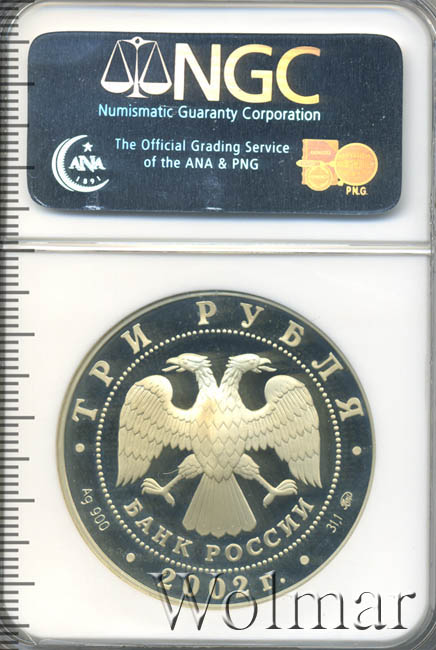 NGC
Numismatic Guaranty Corporation
The Official Grading Service
of the ANA & PNG
ANA
1891
P.N.G.
ТРИ РУБЛЯ
Ag 900
БАНК РОССИИ
31,1
2002 г.
Wolmar